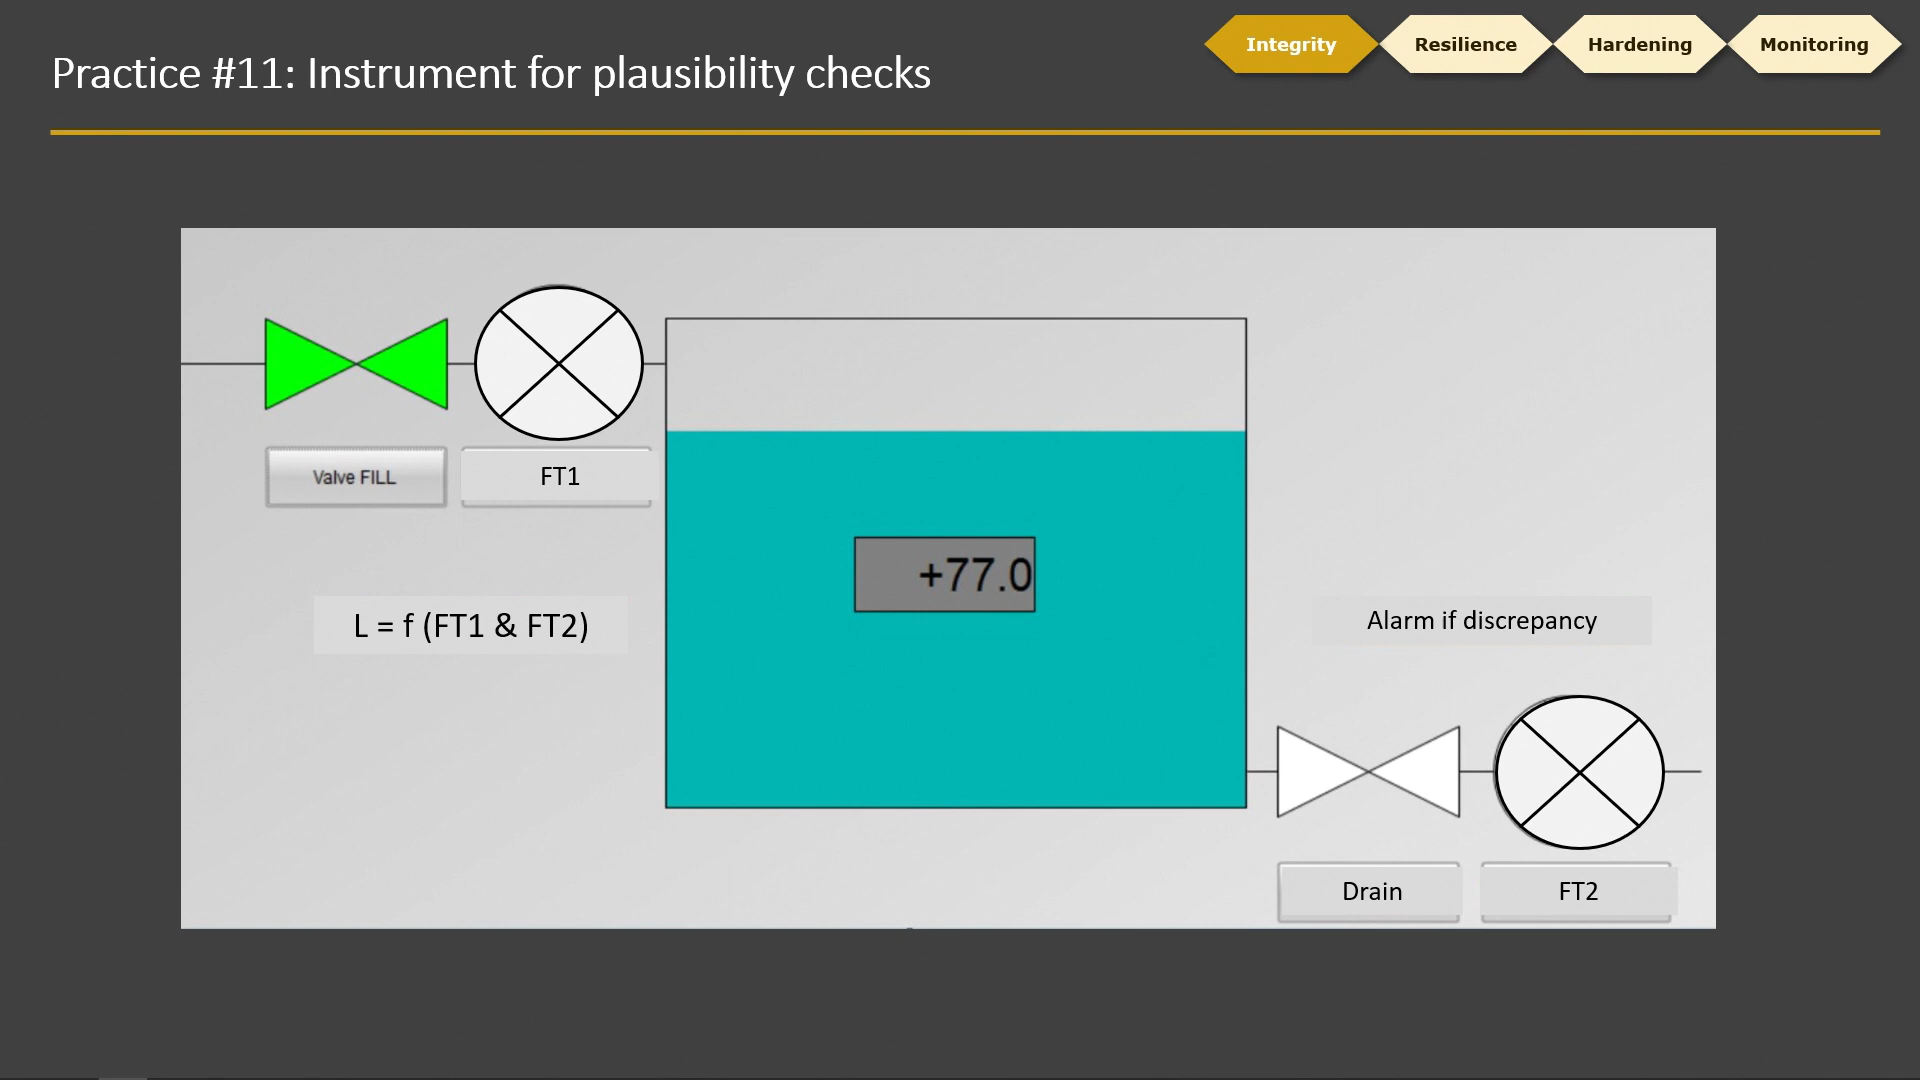 Practice #11: Instrument for plausibility checks
Integrity
Resilience
Hardening
Monitoring
Valve FILL
FT1
+77.0
L = f (FT1 & FT2)
Alarm if discrepancy
Drain
FT2